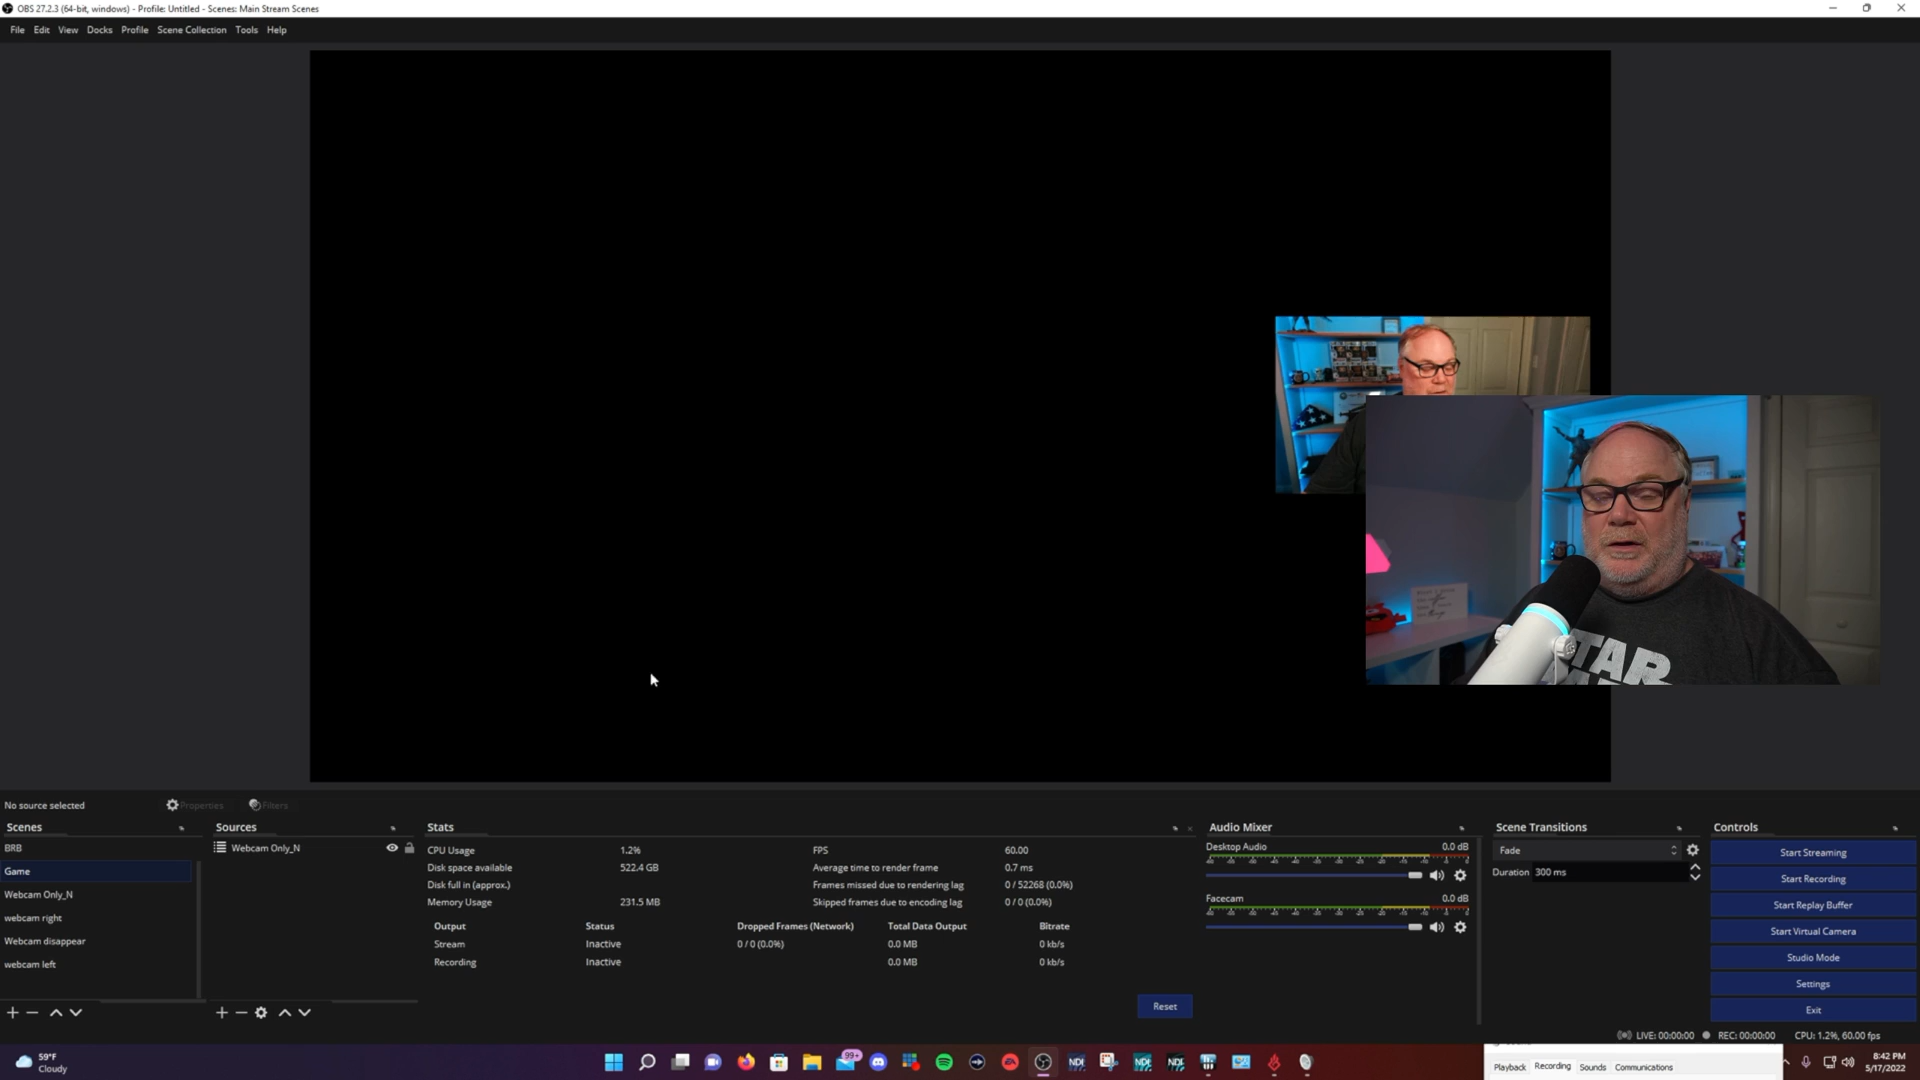 OBS 27.2.3 (64-bit, windows) - Profile: Untitled - Scenes: Main Stream Scenes
File Edit View Docks Profile Scene Collection Tools Help
No source selected Properties Filters
Scenes
BRB
Game
Webcam Only_N
webcam right
Webcam disappear
webcam left
Sources
Webcam Only_N
Stats
CPU Usage 1.2%
Disk space available 522.4 GB
Disk full in (approx.)
Memory Usage 231.5 MB
FPS 60.00
Average time to render frame 0.7 ms
Frames missed due to rendering lag 0 / 52268 (0.0%)
Skipped frames due to encoding lag 0 / 0 (0.0%)
Output Status Dropped Frames (Network) Total Data Output Bitrate
Stream Inactive 0 / 0 (0.0%) 0.0 MB 0 kb/s
Recording Inactive 0.0 MB 0 kb/s
Reset
Audio Mixer
Desktop Audio 0.0 dB
Facecam 0.0 dB
Scene Transitions
Fade
Duration 300 ms
Controls
Start Streaming
Start Recording
Start Replay Buffer
Start Virtual Camera
Studio Mode
Settings
Exit
LIVE: 00:00:00 REC: 00:00:00 CPU: 1.2%, 60.00 fps
59°F
Cloudy
99+
NDI
Playback Recording Sounds Communications
8:42 PM
5/17/2022
STAR